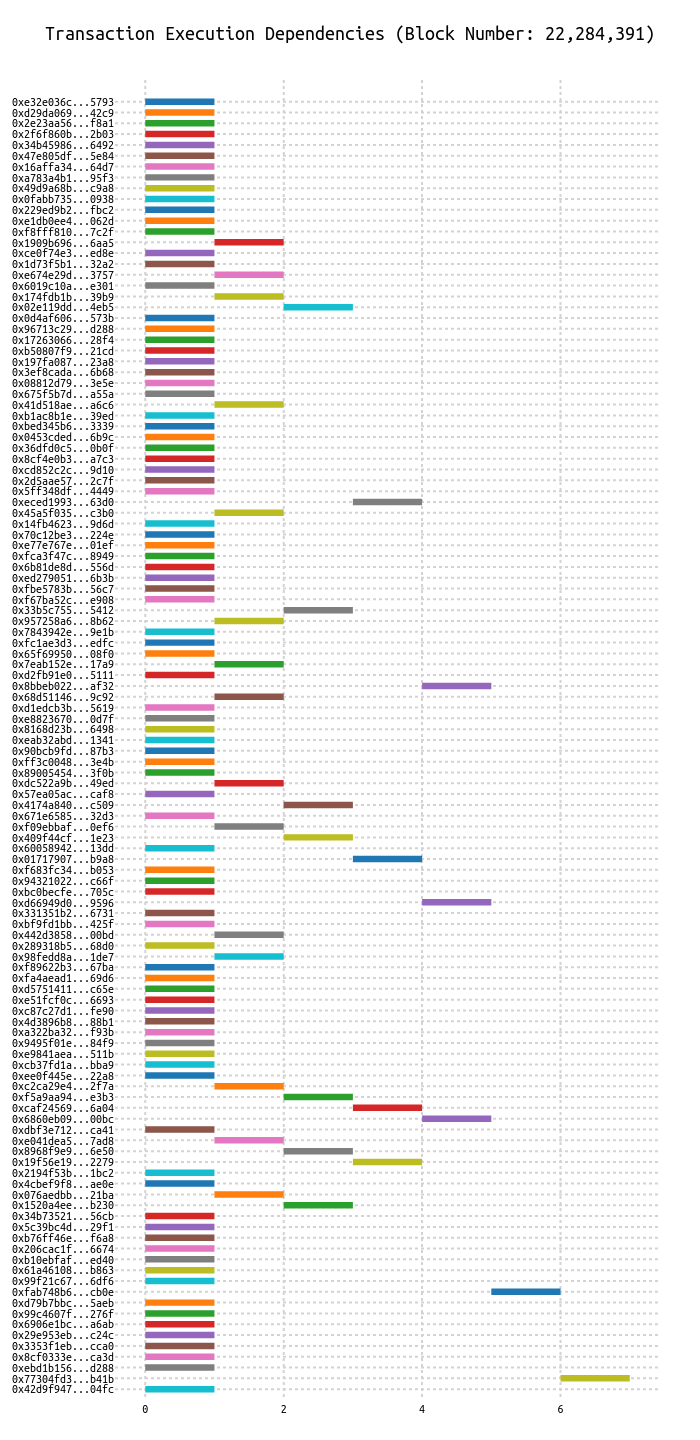 Transaction Execution Dependencies (Block Number: 22,284,391)
0xe32e036c...5793
0xd29da069...42c9
0x2e23aa56...f8a1
0x2f6f860b...2b03
0x34b45986...6492
0x47e805df...5e84
0x16affa34...64d7
0xa783a4b1...95f3
0x49d9a68b...c9a8
0x0fabb735...0938
0x229ed9b2...fbc2
0xe1db0ee4...062d
0xf8fff810...7c2f
0x1909b696...6aa5
0xce0f74e3...ed8e
0x1d73f5b1...32a2
0xe674e29d...3757
0x6019c10a...e301
0x174fdb1b...39b9
0x02e119dd...4eb5
0x0d4af606...573b
0x96713c29...d288
0x17263066...28f4
0xb50807f9...21cd
0x197fa087...23a8
0x3ef8cada...6b68
0x08812d79...3e5e
0x675f5b7d...a55a
0x41d518ae...a6c6
0xb1ac8b1e...39ed
0xbed345b6...3339
0x0453cded...6b9c
0x36dfd0c5...0b0f
0x8cf4e0b3...a7c3
0xcd852c2c...9d10
0x2d5aae57...2c7f
0x5ff348df...4449
0xeced1993...63d0
0x45a5f035...c3b0
0x14fb4623...9d6d
0x70c12be3...224e
0xe77e767e...01ef
0xfca3f47c...8949
0x6b81de8d...556d
0xed279051...6b3b
0xfbe5783b...56c7
0xf67ba52c...e908
0x33b5c755...5412
0x957258a6...8b62
0x7843942e...9e1b
0xfc1ae3d3...edfc
0x65f69950...08f0
0x7eab152e...17a9
0xd2fb91e0...5111
0x8bbeb022...af32
0x68d51146...9c92
0xd1edcb3b...5619
0xe8823670...0d7f
0x8168d23b...6498
0xeab32abd...1341
0x90bcb9fd...87b3
0xff3c0048...3e4b
0x89005454...3f0b
0xdc522a9b...49ed
0x57ea05ac...caf8
0x4174a840...c509
0x671e6585...32d3
0xf09ebbaf...0ef6
0x409f44cf...1e23
0x60058942...13dd
0x01717907...b9a8
0xf683fc34...b053
0x94321022...c66f
0xbc0becfe...705c
0xd66949d0...9596
0x331351b2...6731
0xbf9fd1bb...425f
0x442d3858...00bd
0x289318b5...68d0
0x98fedd8a...1de7
0xf89622b3...67ba
0xfa4aead1...69d6
0xd5751411...c65e
0xe51fcf0c...6693
0xc87c27d1...fe90
0x4d3896b8...88b1
0xa322ba32...f93b
0x9495f01e...84f9
0xe9841aea...511b
0xcb37fd1a...bba9
0xee0f445e...22a8
0xc2ca29e4...2f7a
0xf5a9aa94...e3b3
0xcaf24569...6a04
0x6860eb09...00bc
0xdbf3e712...ca41
0xe041dea5...7ad8
0x8968f9e9...6e50
0x19f56e19...2279
0x2194f53b...1bc2
0x4cbef9f8...ae0e
0x076aedbb...21ba
0x1520a4ee...b230
0x34b73521...56cb
0x5c39bc4d...29f1
0xb76ff46e...f6a8
0x206cac1f...6674
0xb10ebfaf...ed40
0x61a46108...b863
0x99f21c67...6df6
0xfab748b6...cb0e
0xd79b7bbc...5aeb
0x99c4607f...276f
0x6906e1bc...a6ab
0x29e953eb...c24c
0x3353f1eb...cca0
0x8cf0333e...ca3d
0xebd1b156...d288
0x77304fd3...b41b
0x42d9f947...04fc
0 2 4 6